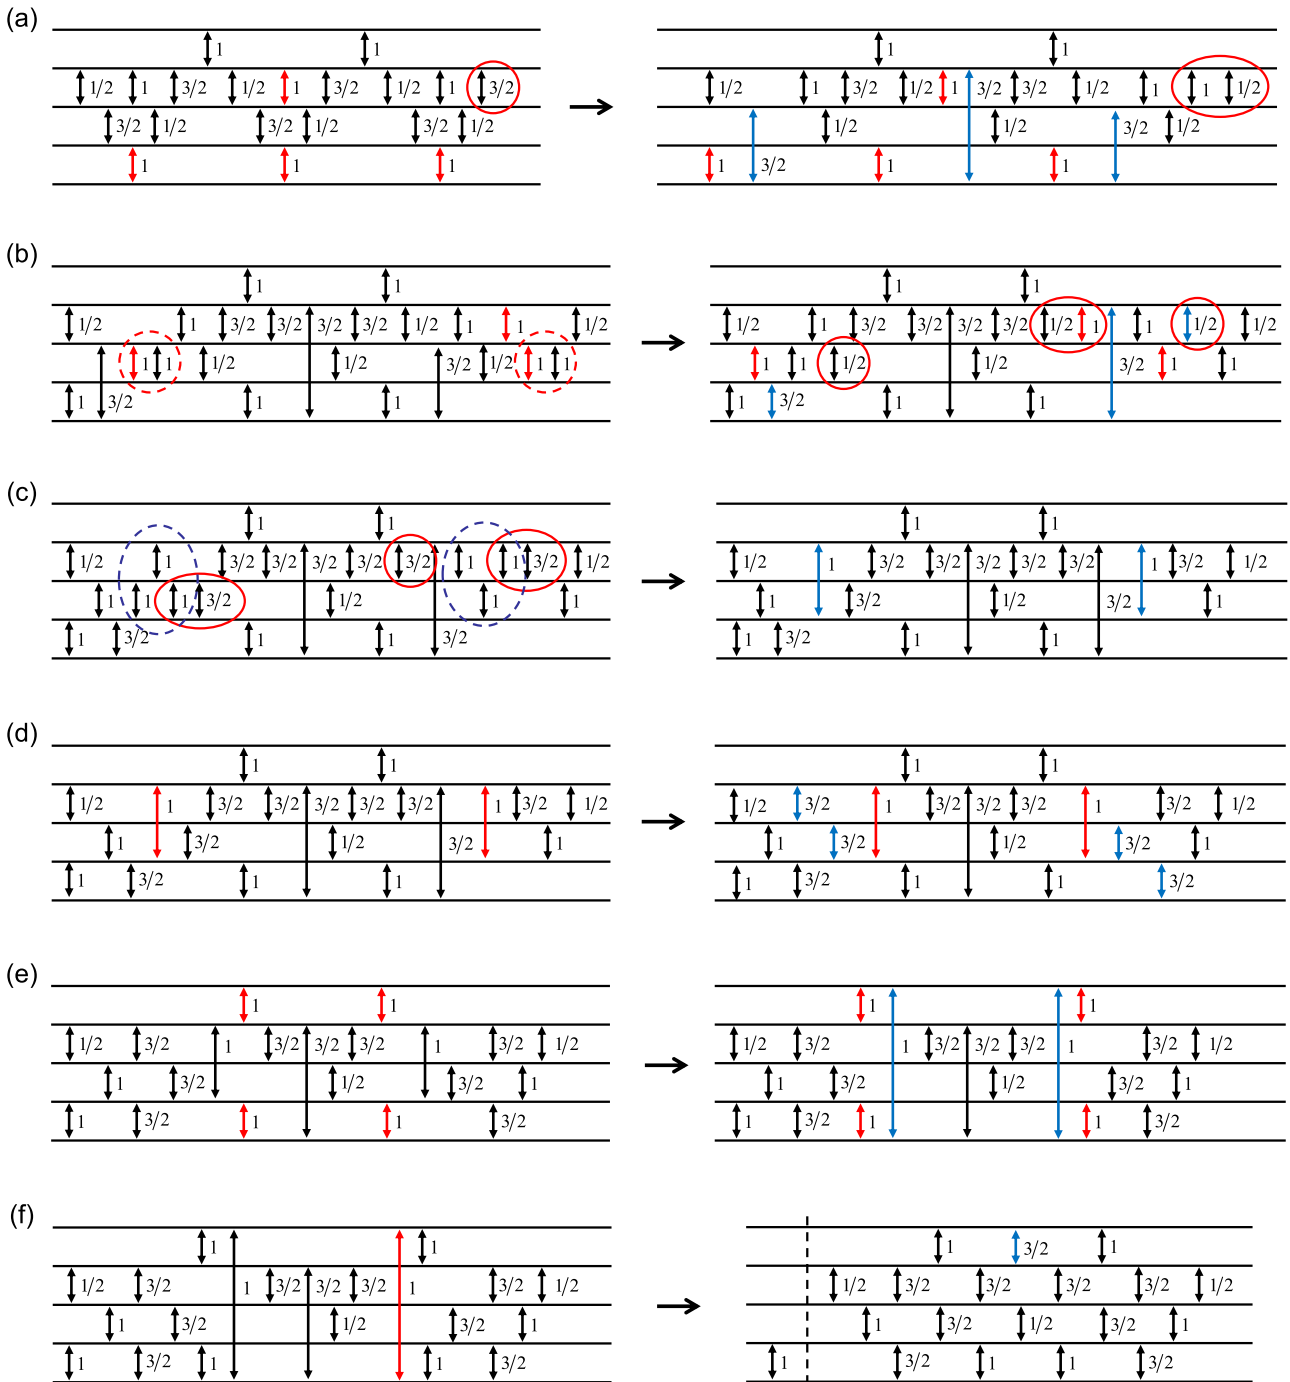 (a)
1 1 1 1
1/2 1 3/2 1/2 1 3/2 1/2 1 3/2 1/2 1 3/2 1/2 1 3/2 3/2 1/2 1 1 1/2
3/2 1/2 3/2 1/2 3/2 1/2 1/2 1/2 3/2 1/2
1 1 1 1 3/2 1 1
(b)
1 1 1 1
1/2 1 3/2 3/2 3/2 3/2 1/2 1 1 1/2 1/2 1 3/2 3/2 3/2 1/2 1 1 1/2 1/2
1 1 1/2 1/2 3/2 1/2 1 1 1 1 1/2 1/2 3/2 1 1
1 3/2 1 1 1 3/2 1 1
(c)
1 1 1 1
1/2 1 3/2 3/2 3/2 3/2 3/2 1 1 3/2 1/2 1/2 1 3/2 3/2 3/2 3/2 3/2 1 3/2 1/2
1 1 1 3/2 1/2 1 1 1 3/2 1/2 3/2 1
1 3/2 1 1 3/2 1 3/2 1 1
(d)
1 1 1 1
1/2 1 3/2 3/2 3/2 3/2 3/2 1 3/2 1/2 1/2 3/2 1 3/2 3/2 3/2 1 3/2 1/2
1 3/2 1/2 3/2 1 1 3/2 1/2 3/2 1
1 3/2 1 1 1 3/2 1 1 3/2
(e)
1 1 1 1
1/2 3/2 1 3/2 3/2 3/2 1 3/2 1/2 1/2 3/2 1 3/2 3/2 3/2 1 3/2 1/2
1 3/2 1/2 3/2 1 1 3/2 1/2 3/2 1
1 3/2 1 1 3/2 1 3/2 1 1 3/2
(f)
1 1 1 3/2 1
1/2 3/2 1 3/2 3/2 3/2 1 3/2 1/2 1/2 3/2 3/2 3/2 3/2 1/2
1 3/2 1/2 3/2 1 1 3/2 1/2 3/2 1
1 3/2 1 1 3/2 1 3/2 1 1 3/2